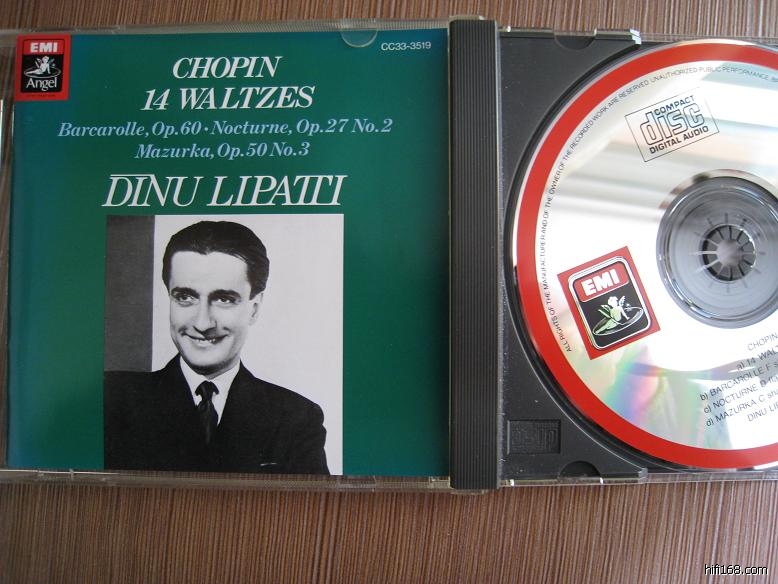 EMI
Angel
CC33-3519
CHOPIN
14 WALTZES
Barcarolle, Op.60 · Nocturne, Op.27 No.2
Mazurka, Op.50 No.3
DINU LIPATTI
ALL RIGHTS OF THE MANUFACTURER AND OF THE OWNER OF THE RECORDED WORK ARE RESERVED. UNAUTHORIZED PUBLIC PERFORMANCE,
COMPACT
disc
DIGITAL AUDIO
EMI
CHOPIN
a) 14 WALTZ
b) BARCAROLLE F
c) NOCTURNE D
d) MAZURKA C
DINU LIP
hifi168.com